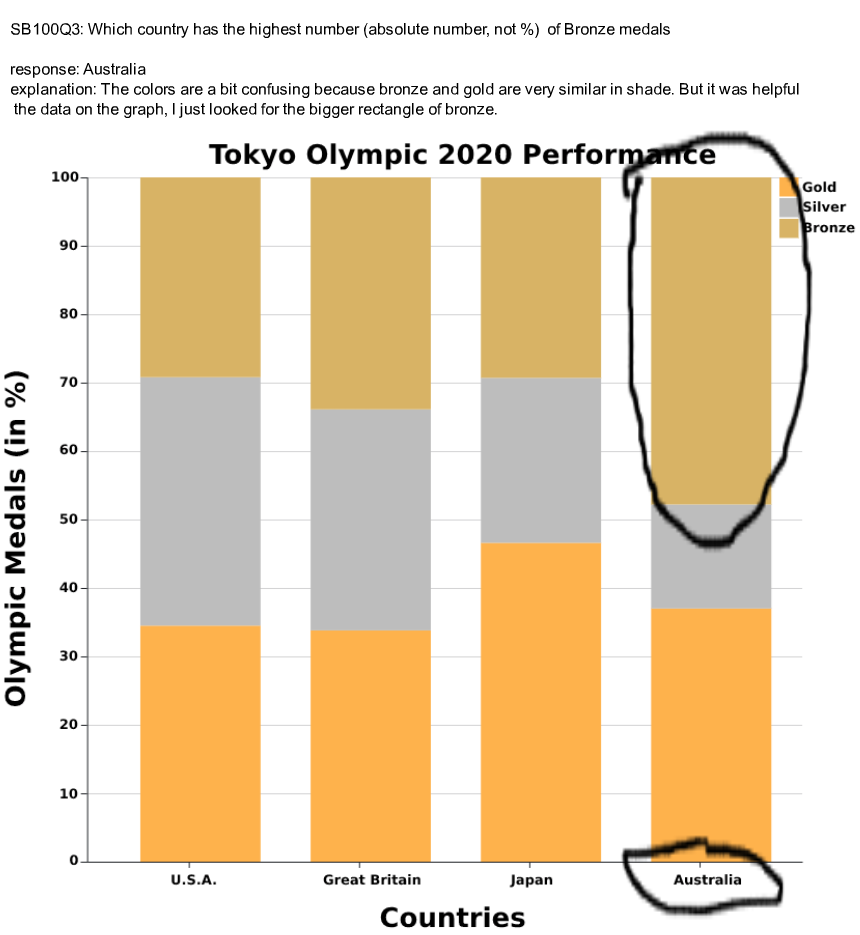 SB100Q3: Which country has the highest number (absolute number, not %)  of Bronze medals
response: Australia
explanation: The colors are a bit confusing because bronze and gold are very similar in shade. But it was helpful
the data on the graph, I just looked for the bigger rectangle of bronze.
Tokyo Olympic 2020 Performance
Gold
Silver
Bronze
Olympic Medals (in %)
100
90
80
70
60
50
40
30
20
10
0
U.S.A.
Great Britain
Japan
Australia
Countries